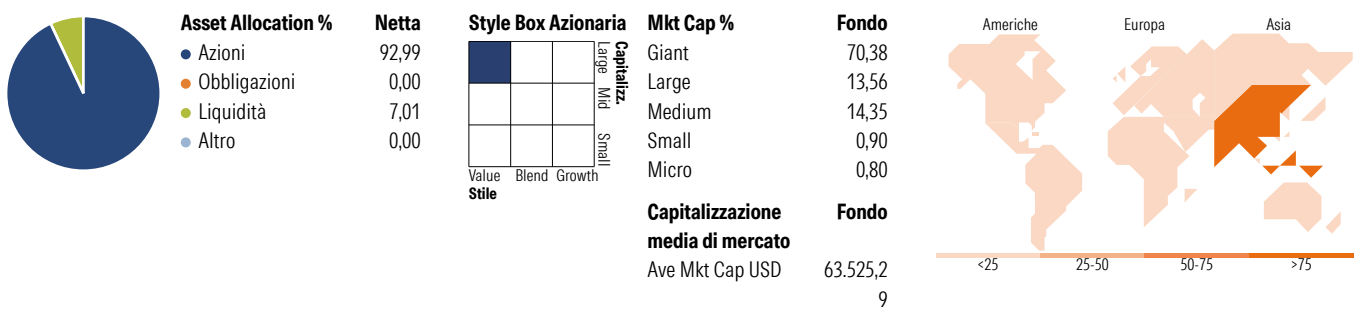 Asset Allocation % Netta
Azioni 92,99
Obbligazioni 0,00
Liquidità 7,01
Altro 0,00
Style Box Azionaria
Capitalizz.
Large Mid Small
Value Blend Growth
Stile
Mkt Cap % Fondo
Giant 70,38
Large 13,56
Medium 14,35
Small 0,90
Micro 0,80
Capitalizzazione Fondo
media di mercato
Ave Mkt Cap USD 63.525,2
9
Americhe Europa Asia
<25 25-50 50-75 >75